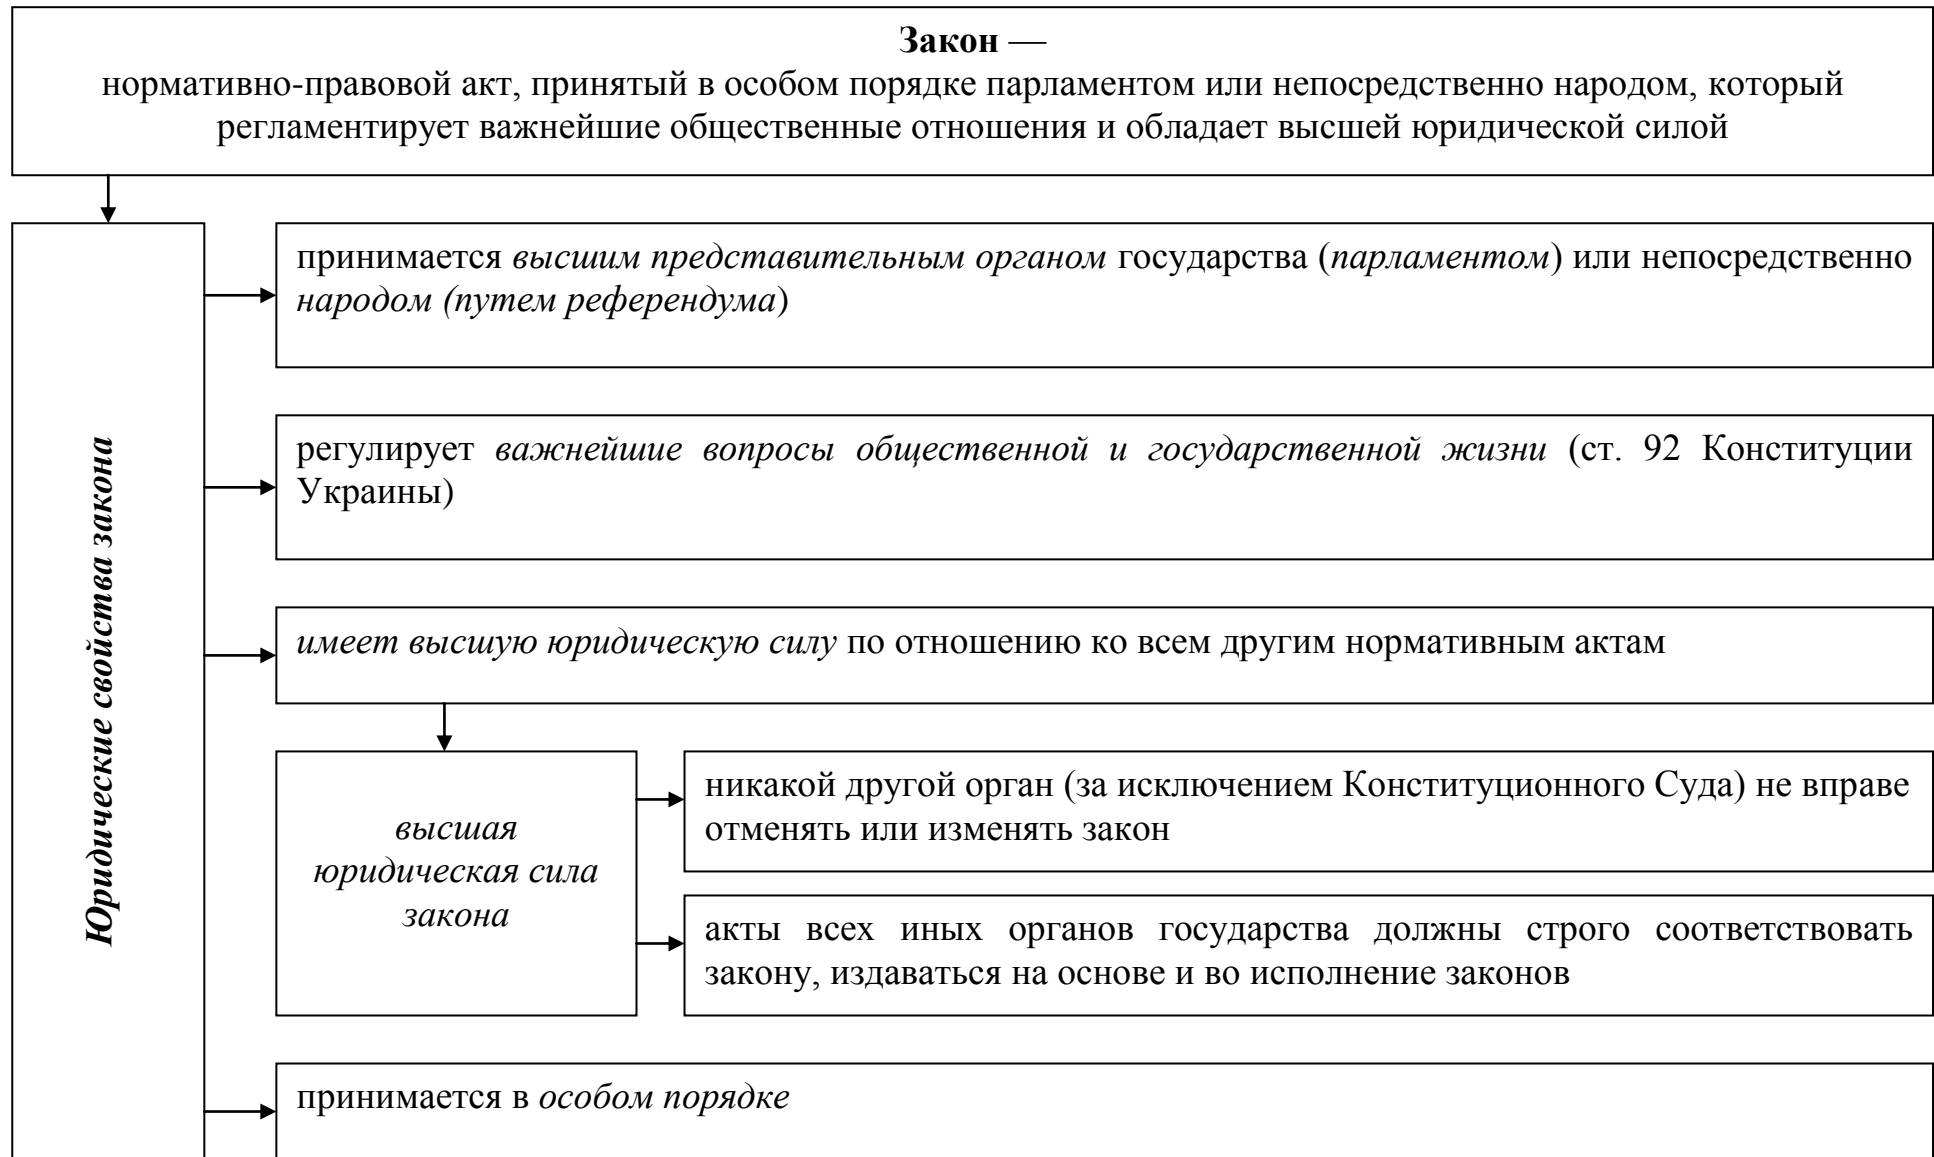 Закон —
нормативно-правовой акт, принятый в особом порядке парламентом или непосредственно народом, который
регламентирует важнейшие общественные отношения и обладает высшей юридической силой
Юридические свойства закона
принимается высшим представительным органом государства (парламентом) или непосредственно
народом (путем референдума)
регулирует важнейшие вопросы общественной и государственной жизни (ст. 92 Конституции
Украины)
имеет высшую юридическую силу по отношению ко всем другим нормативным актам
высшая
юридическая сила
закона
никакой другой орган (за исключением Конституционного Суда) не вправе
отменять или изменять закон
акты всех иных органов государства должны строго соответствовать
закону, издаваться на основе и во исполнение законов
принимается в особом порядке